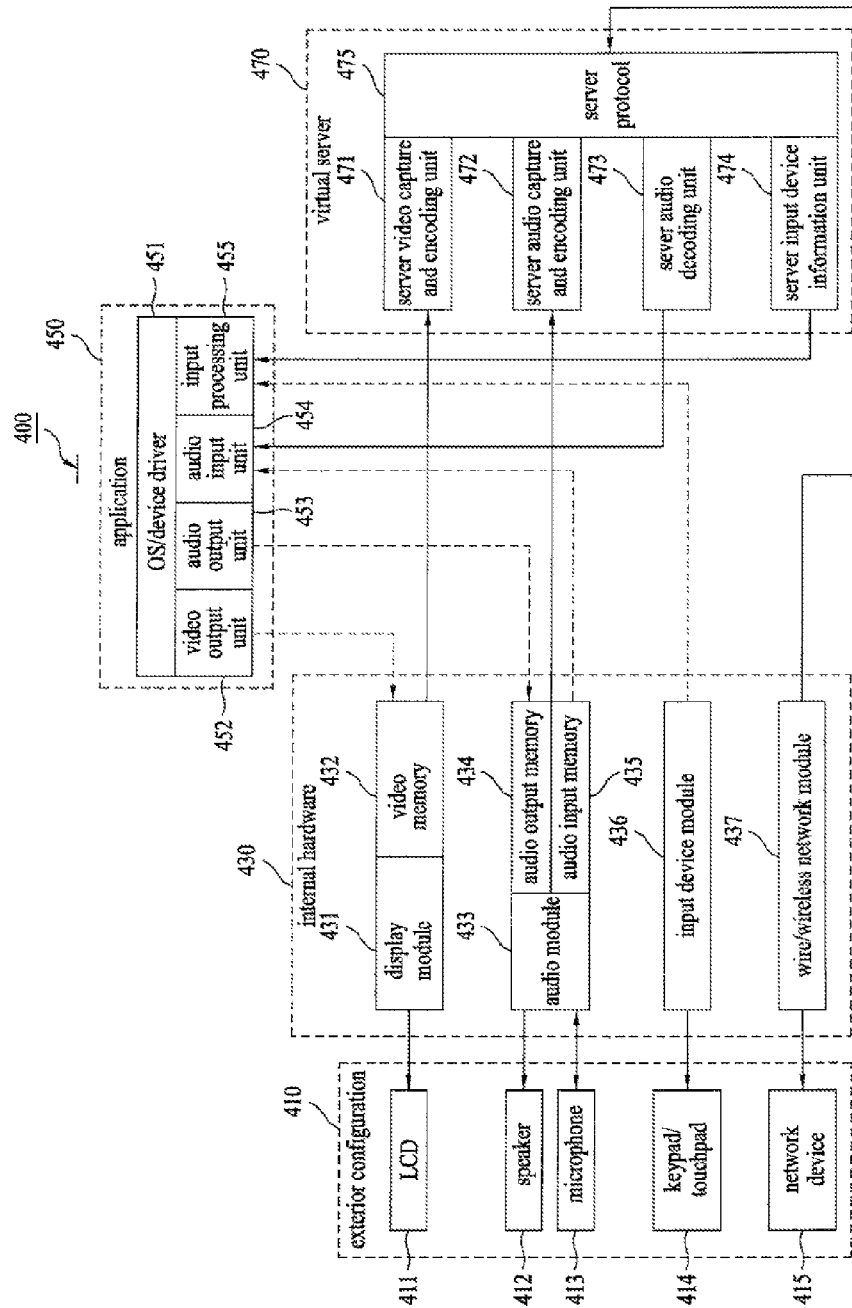 400
410
exterior configuration
411
LCD
412
speaker
413
microphone
414
keypad/
touchpad
415
network
device
430
internal hardware
431
display
module
432
video
memory
433
audio module
434
audio output memory
audio input memory
435
436
input device module
437
wire/wireless network module
450
application
451
OS/device driver
video
output
unit
audio
output
unit
audio
input
unit
input
processing
unit
452
453
454
455
470
virtual server
471
server video capture
and encoding unit
472
server audio capture
and encoding unit
473
sever audio
decoding unit
474
server input device
information unit
475
server
protocol